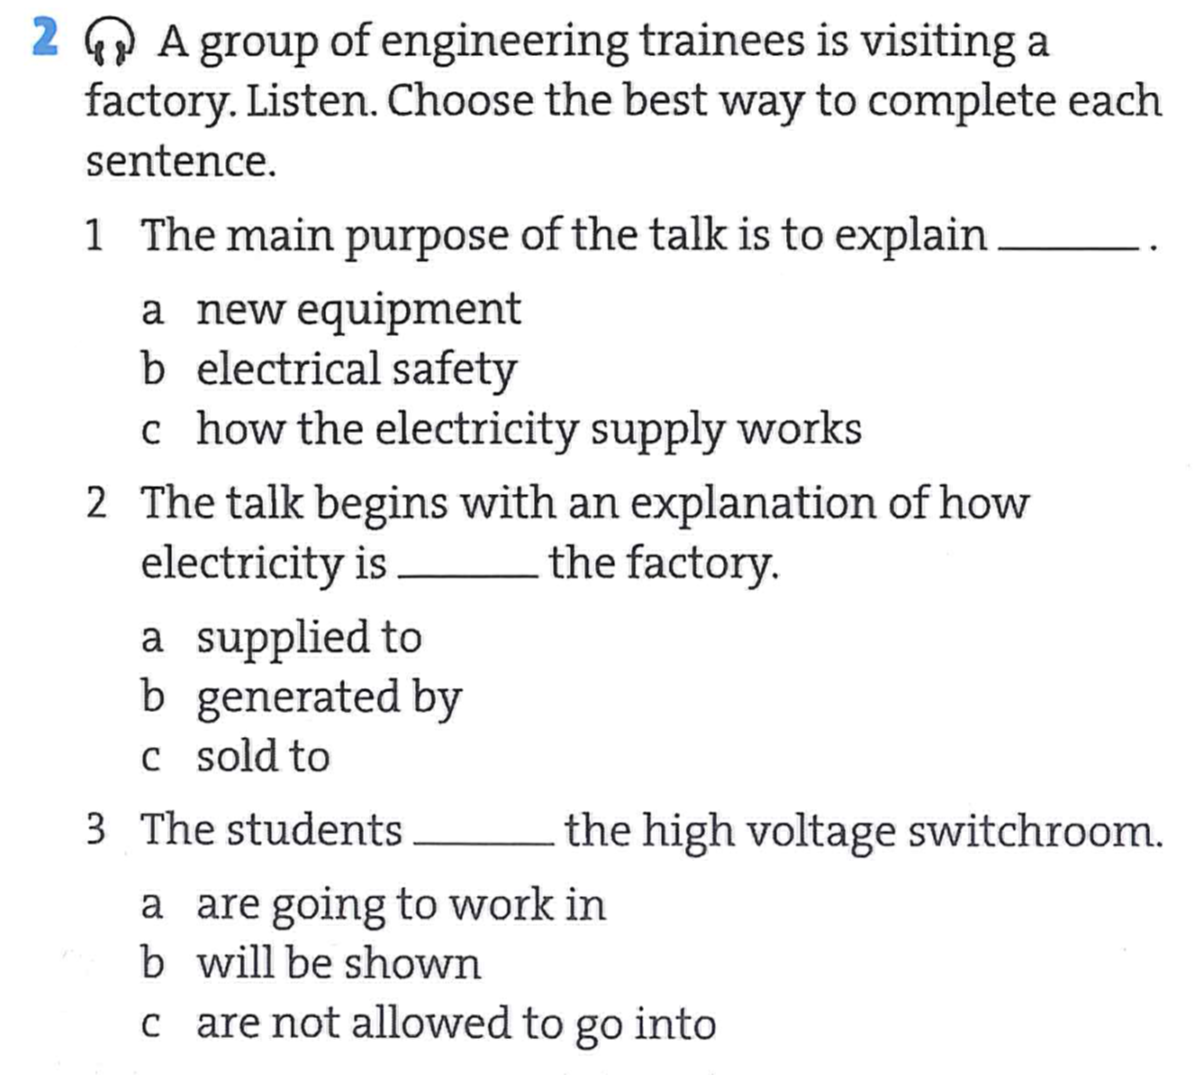 2 A group of engineering trainees is visiting a
factory. Listen. Choose the best way to complete each
sentence.
1 The main purpose of the talk is to explain ______.
a new equipment
b electrical safety
c how the electricity supply works
2 The talk begins with an explanation of how
electricity is ______ the factory.
a supplied to
b generated by
c sold to
3 The students ______ the high voltage switchroom.
a are going to work in
b will be shown
c are not allowed to go into